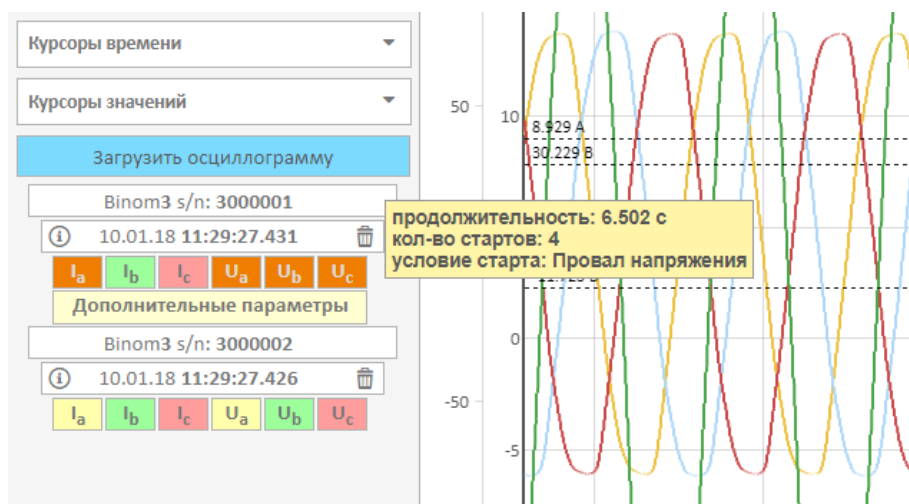 Курсоры времени
Курсоры значений
Загрузить осциллограмму
Binom3 s/n: 3000001
10.01.18 11:29:27.431
Ia Ib Ic Ua Ub Uc
Дополнительные параметры
Binom3 s/n: 3000002
10.01.18 11:29:27.426
Ia Ib Ic Ua Ub Uc
продолжительность: 6.502 с
кол-во стартов: 4
условие старта: Провал напряжения
50
-50
10
0
-5
8.929 А
30.229 В